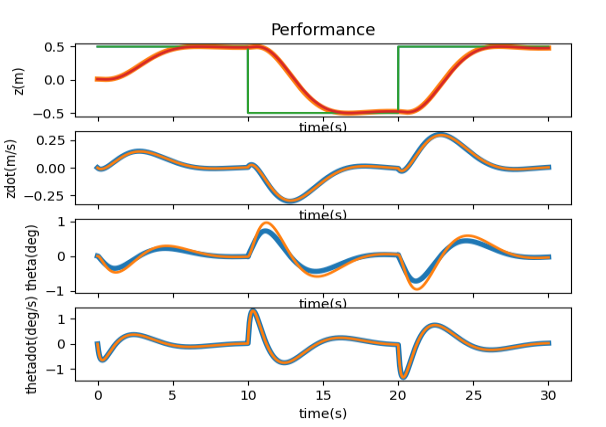 Performance
z(m)
0.5
0.0
−0.5
time(s)
zdot(m/s)
0.25
0.00
−0.25
time(s)
theta(deg)
1
0
−1
time(s)
thetadot(deg/s)
1
0
−1
0 5 10 15 20 25 30
time(s)